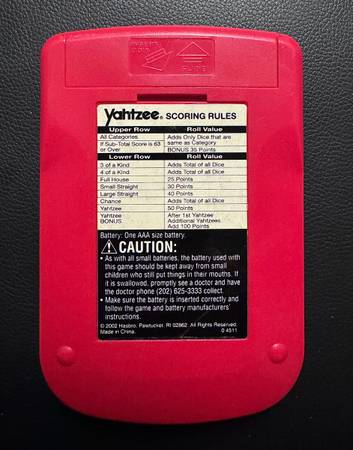 INSERT
COIN
SLIDE
Yahtzee® SCORING RULES
Upper Row Roll Value
All Categories Adds Only Dice that are
same as Category
If Sub-Total Score is 63
or Over BONUS 35 Points
Lower Row Roll Value
3 of a Kind Adds Total of all Dice
4 of a Kind Adds Total of all Dice
Full House 25 Points
Small Straight 30 Points
Large Straight 40 Points
Chance Adds Total of all Dice
Yahtzee 50 Points
Yahtzee After 1st Yahtzee
BONUS Additional Yahtzees
Add 100 Points
Battery: One AAA size battery.
CAUTION:
• As with all small batteries, the battery used with
this game should be kept away from small
children who still put things in their mouths. If
it is swallowed, promptly see a doctor and have
the doctor phone (202) 625-3333 collect.
• Make sure the battery is inserted correctly and
follow the game and battery manufacturers'
instructions.
© 2002 Hasbro, Pawtucket, RI 02862. All Rights Reserved.
Made in China. 0 4511